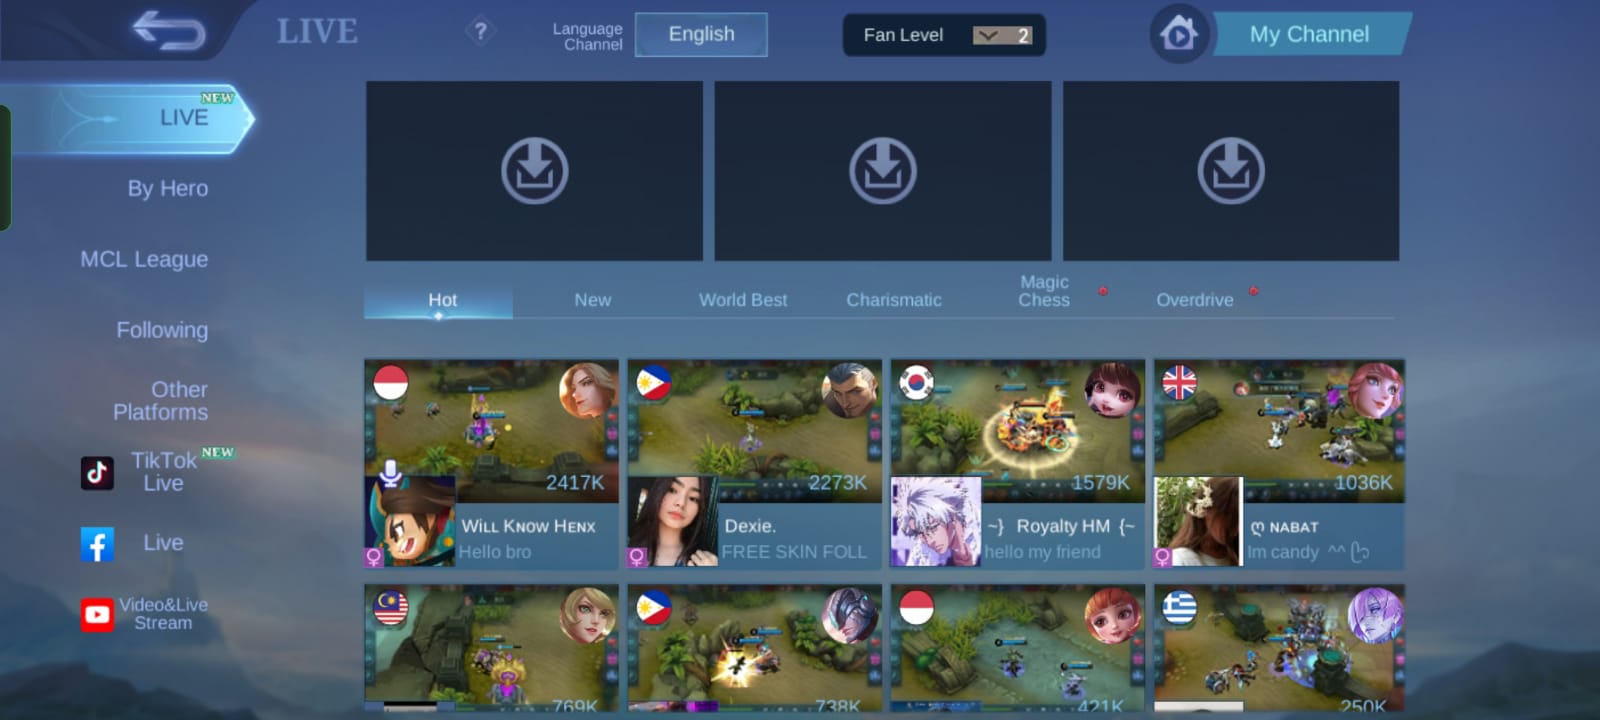 LIVE
?
Language
Channel
English
Fan Level
2
My Channel
NEW
LIVE
By Hero
MCL League
Following
Other
Platforms
NEW
TikTok
Live
Live
Video&Live
Stream
Hot
New
World Best
Charismatic
Magic
Chess
Overdrive
2417K
WILL KNOW HENX
Hello bro
2273K
Dexie.
FREE SKIN FOLL
1579K
~} Royalty HM {~
hello my friend
1036K
ღ NABAT
Im candy ^^
769K
738K
421K
250K